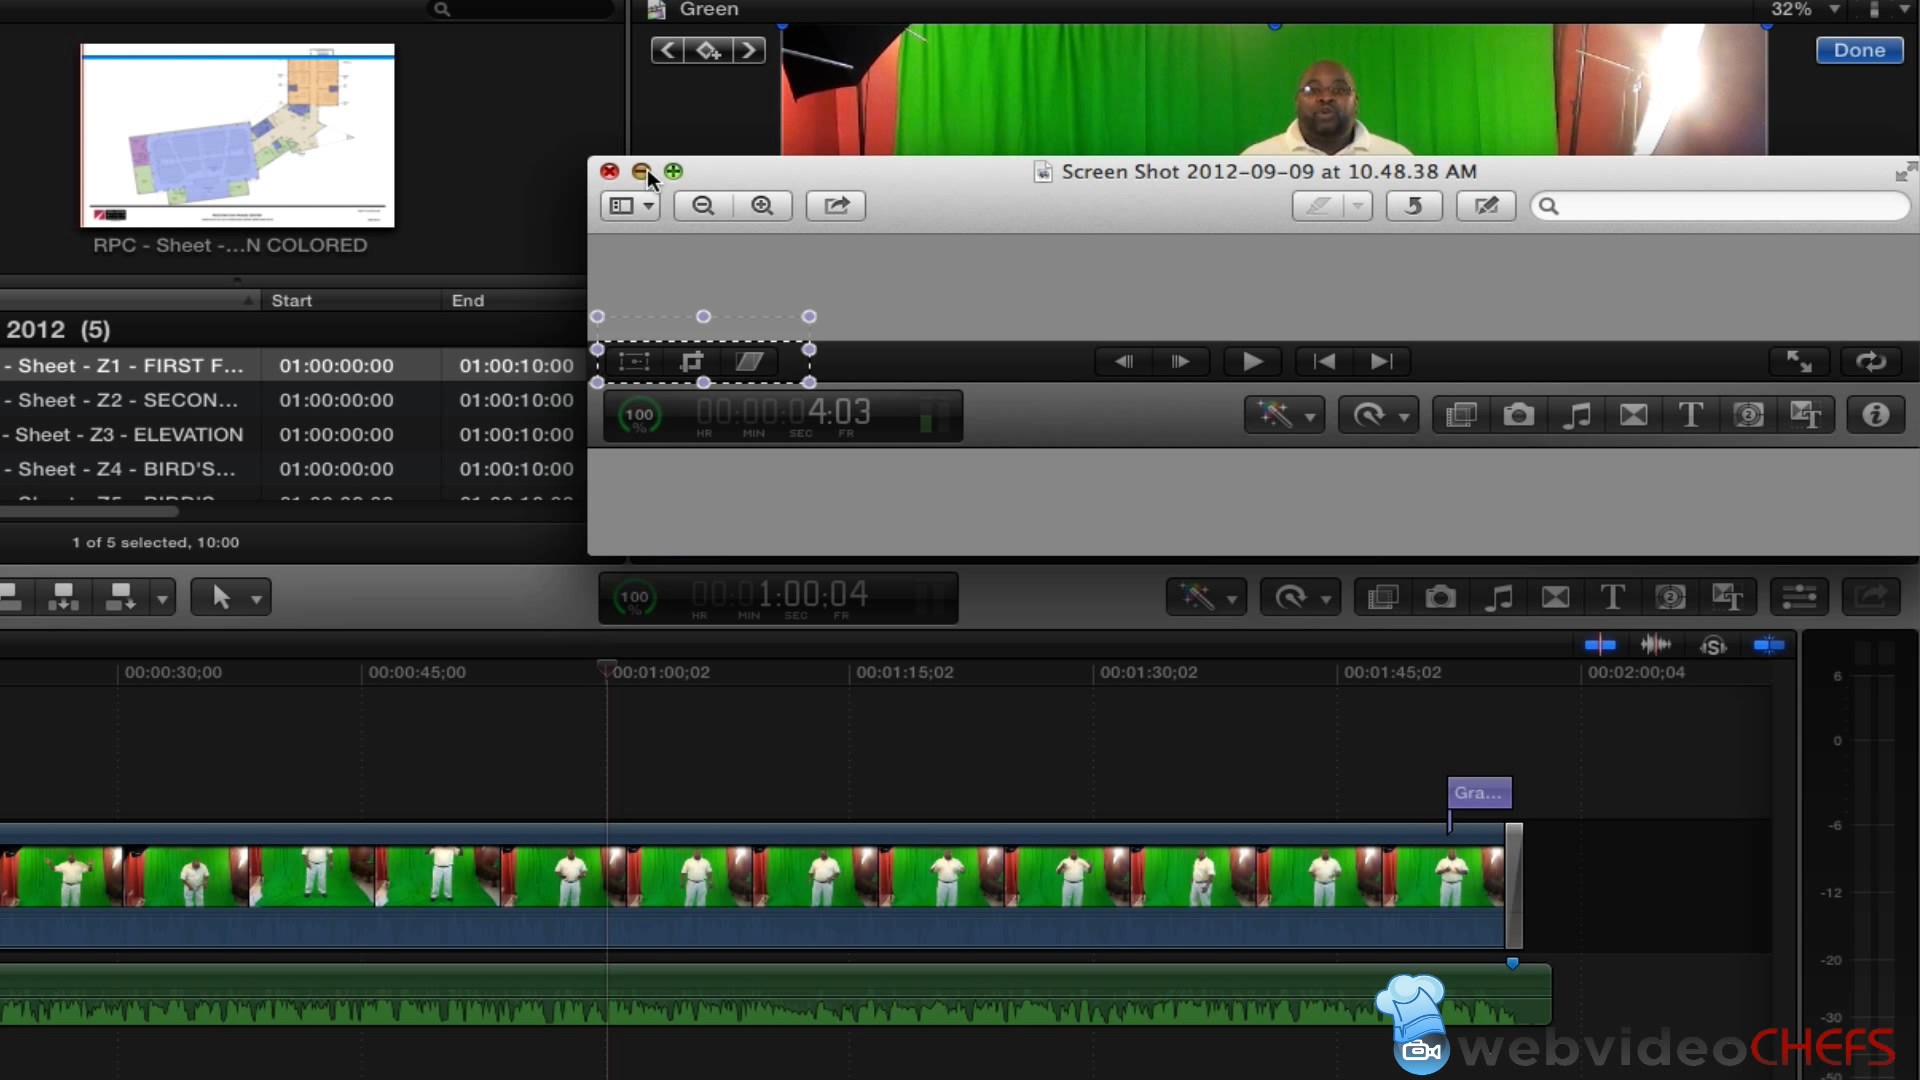 Green
32%
Done
RPC - Sheet -...N COLORED
Screen Shot 2012-09-09 at 10.48.38 AM
Start
End
2012 (5)
- Sheet - Z1 - FIRST F... 01:00:00:00 01:00:10:00
- Sheet - Z2 - SECON... 01:00:00:00 01:00:10:00
- Sheet - Z3 - ELEVATION 01:00:00:00 01:00:10:00
- Sheet - Z4 - BIRD'S... 01:00:00:00 01:00:10:00
1 of 5 selected, 10:00
100
%
00:00:04:03
HR MIN SEC FR
100
%
00:01:00;04
HR MIN SEC FR
00:00:30;00
00:00:45;00
00:01:00;02
00:01:15;02
00:01:30;02
00:01:45;02
00:02:00;04
6
0
-6
-12
-20
-30
-50
Gra...
webvideoCHEFS